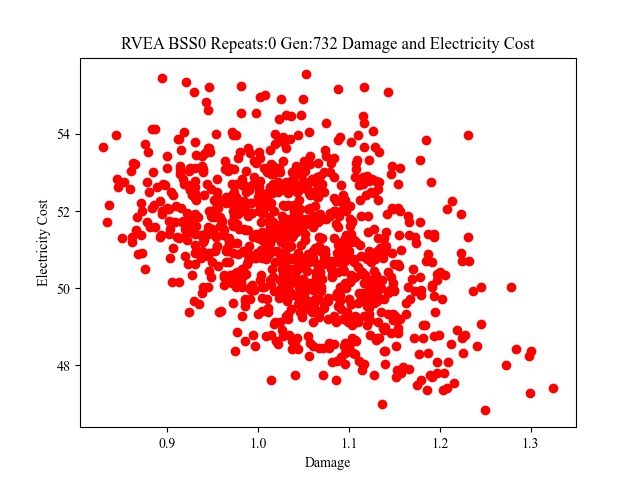 RVEA BSS0 Repeats:0 Gen:732 Damage and Electricity Cost
54
52
50
48
Electricity Cost
0.9 1.0 1.1 1.2 1.3
Damage